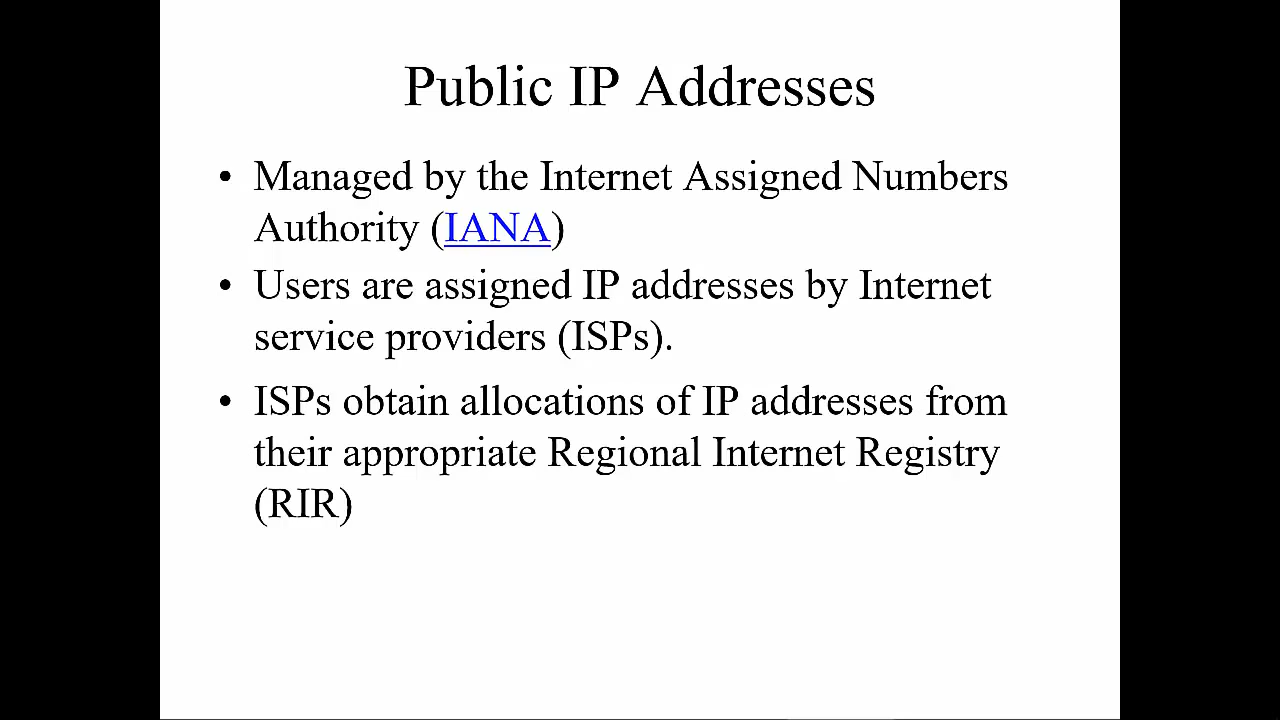 Public IP Addresses
• Managed by the Internet Assigned Numbers
Authority (IANA)
• Users are assigned IP addresses by Internet
service providers (ISPs).
• ISPs obtain allocations of IP addresses from
their appropriate Regional Internet Registry
(RIR)